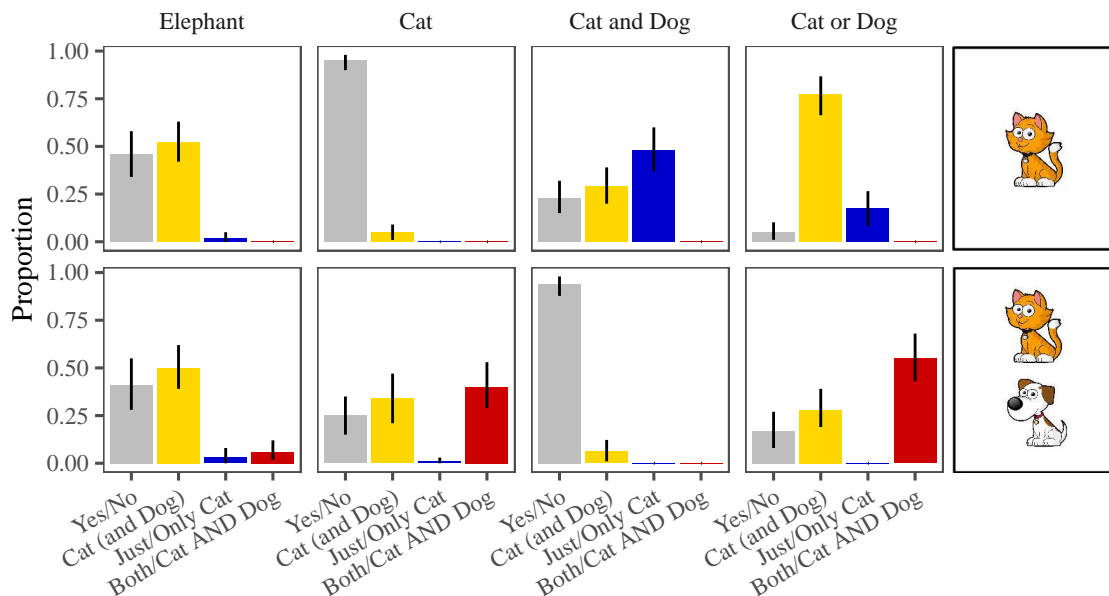 Elephant Cat Cat and Dog Cat or Dog
Proportion
1.00
0.75
0.50
0.25
0.00
1.00
0.75
0.50
0.25
0.00
Yes/No
Cat (and Dog)
Just/Only Cat
Both/Cat AND Dog
Yes/No
Cat (and Dog)
Just/Only Cat
Both/Cat AND Dog
Yes/No
Cat (and Dog)
Just/Only Cat
Both/Cat AND Dog
Yes/No
Cat (and Dog)
Just/Only Cat
Both/Cat AND Dog